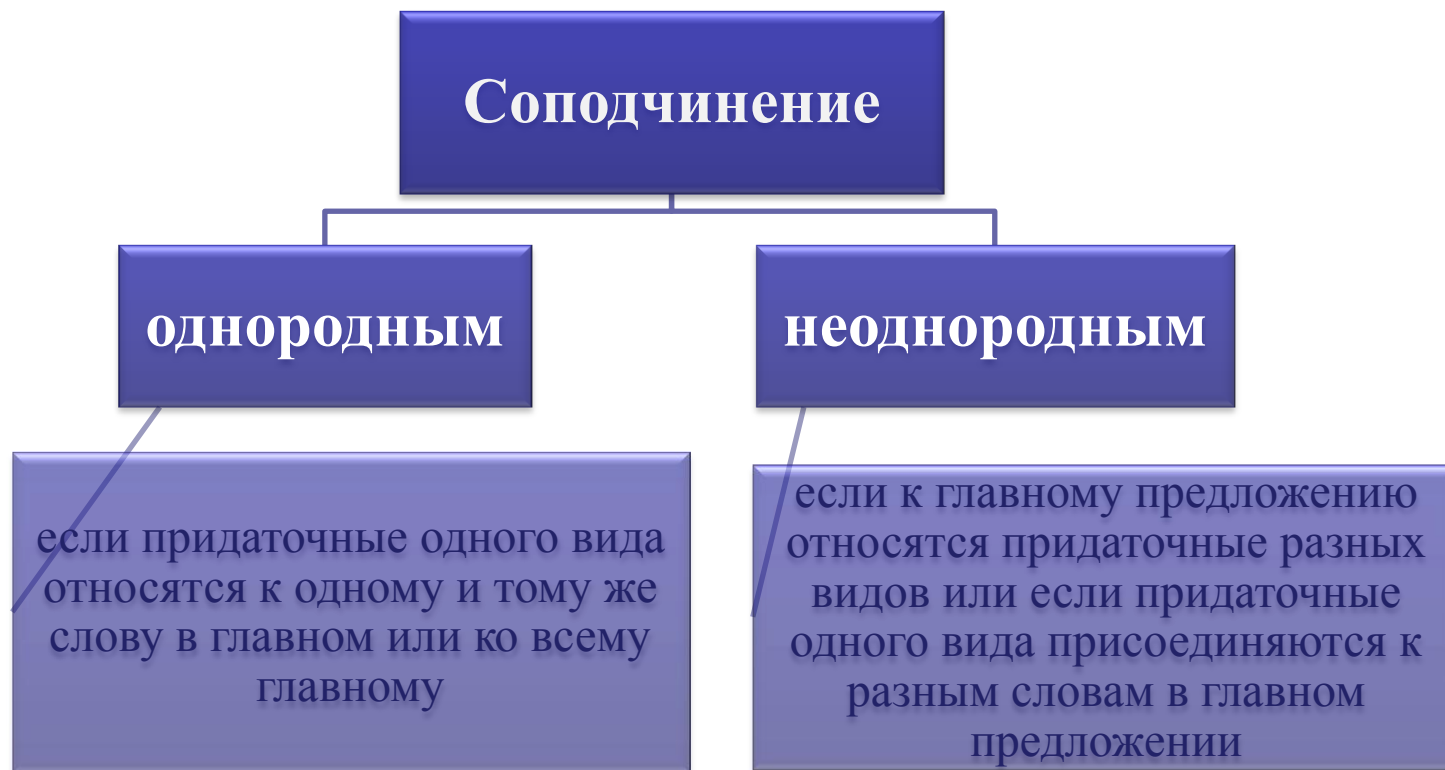 Соподчинение
однородным
неоднородным
если придаточные одного вида
относятся к одному и тому же
слову в главном или ко всему
главному
если к главному предложению
относятся придаточные разных
видов или если придаточные
одного вида присоединяются к
разным словам в главном
предложении